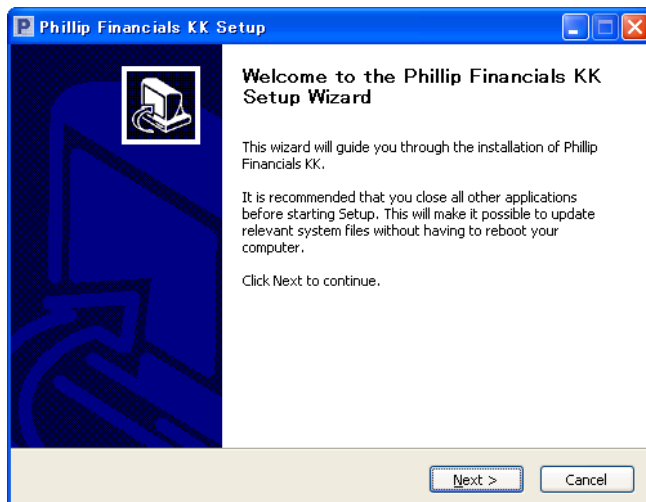 Phillip Financials KK Setup
Welcome to the Phillip Financials KK
Setup Wizard
This wizard will guide you through the installation of Phillip
Financials KK.
It is recommended that you close all other applications
before starting Setup. This will make it possible to update
relevant system files without having to reboot your
computer.
Click Next to continue.
Next >
Cancel